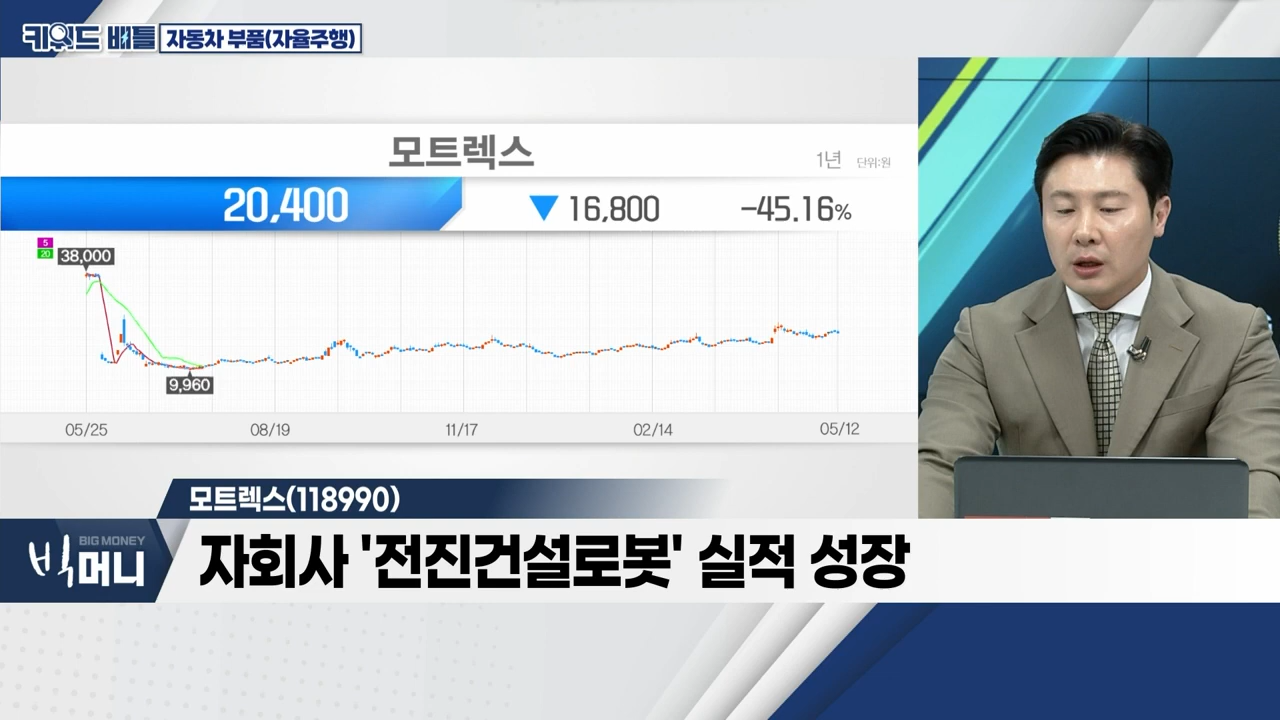 키워드 배틀 자동차 부품(자율주행)
모트렉스
1년 단위:원
20,400 ▼ 16,800 -45.16%
5
20
38,000
9,960
05/25 08/19 11/17 02/14 05/12
모트렉스(118990)
BIG MONEY
빅머니
자회사 '전진건설로봇' 실적 성장